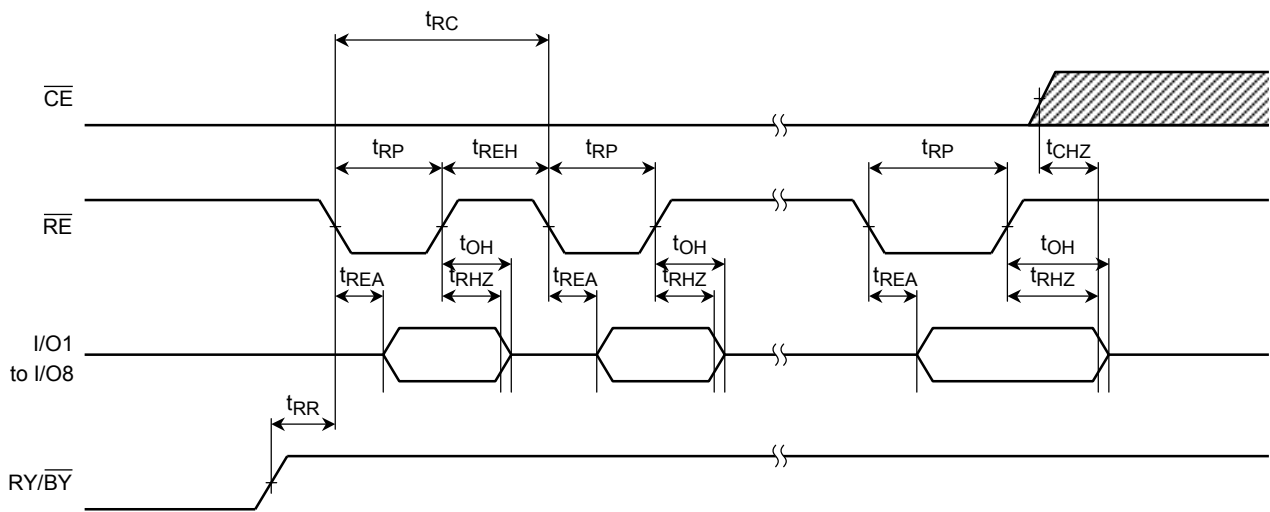 tRC
CE
tRP tREH tRP tRP tCHZ
RE
tOH tOH tOH
tREA tRHZ tREA tRHZ tREA tRHZ
I/O1
to I/O8
tRR
RY/BY